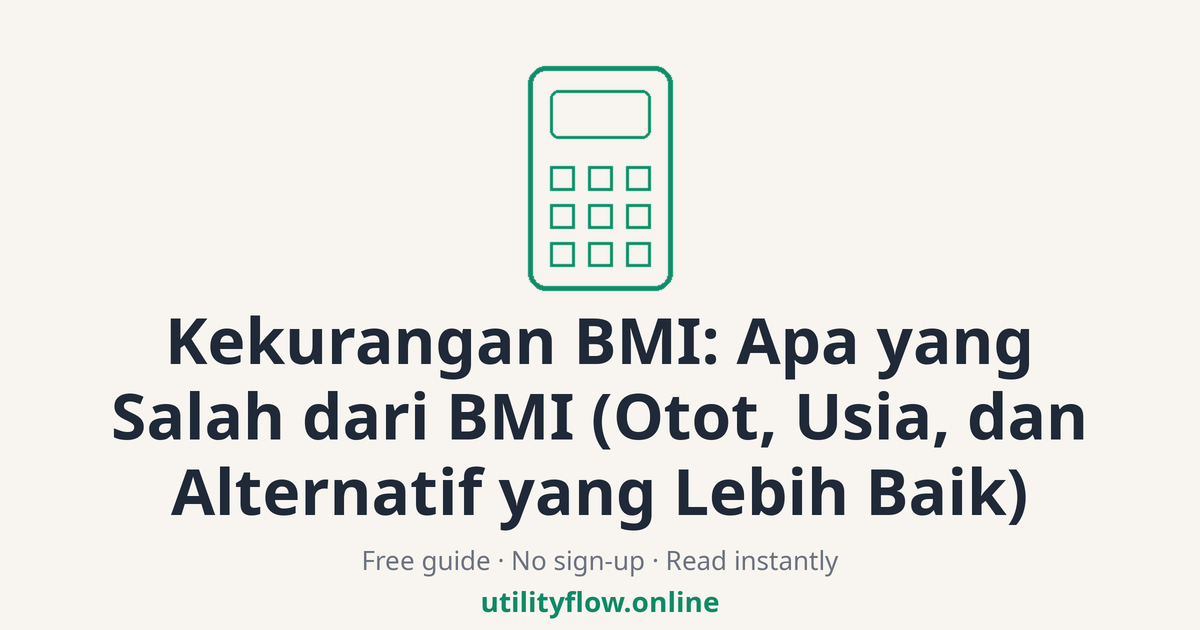 Kekurangan BMI: Apa yang
Salah dari BMI (Otot, Usia, dan
Alternatif yang Lebih Baik)
Free guide · No sign-up · Read instantly
utilityflow.online